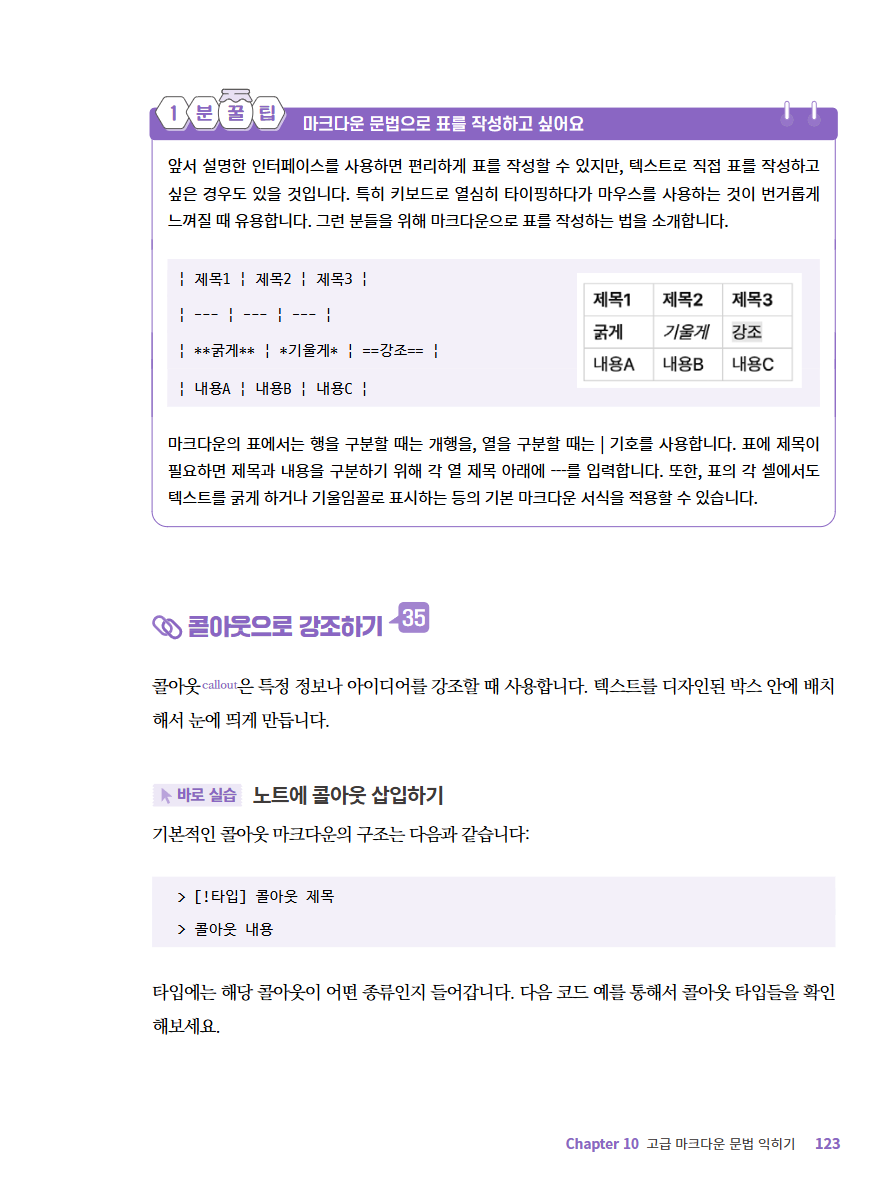 1 분 꿀 팁 마크다운 문법으로 표를 작성하고 싶어요
앞서 설명한 인터페이스를 사용하면 편리하게 표를 작성할 수 있지만, 텍스트로 직접 표를 작성하고
싶은 경우도 있을 것입니다. 특히 키보드로 열심히 타이핑하다가 마우스를 사용하는 것이 번거롭게
느껴질 때 유용합니다. 그런 분들을 위해 마크다운으로 표를 작성하는 법을 소개합니다.
¦ 제목1 ¦ 제목2 ¦ 제목3 ¦
¦ --- ¦ --- ¦ --- ¦
¦ **굵게** ¦ *기울게* ¦ ==강조== ¦
¦ 내용A ¦ 내용B ¦ 내용C ¦
제목1 제목2 제목3
굵게 기울게 강조
내용A 내용B 내용C
마크다운의 표에서는 행을 구분할 때는 개행을, 열을 구분할 때는 | 기호를 사용합니다. 표에 제목이
필요하면 제목과 내용을 구분하기 위해 각 열 제목 아래에 ---를 입력합니다. 또한, 표의 각 셀에서도
텍스트를 굵게 하거나 기울임꼴로 표시하는 등의 기본 마크다운 서식을 적용할 수 있습니다.
콜아웃으로 강조하기 35
콜아웃callout은 특정 정보나 아이디어를 강조할 때 사용합니다. 텍스트를 디자인된 박스 안에 배치
해서 눈에 띄게 만듭니다.
바로 실습 노트에 콜아웃 삽입하기
기본적인 콜아웃 마크다운의 구조는 다음과 같습니다:
> [!타입] 콜아웃 제목
> 콜아웃 내용
타입에는 해당 콜아웃이 어떤 종류인지 들어갑니다. 다음 코드 예를 통해서 콜아웃 타입들을 확인
해보세요.
Chapter 10 고급 마크다운 문법 익히기 123